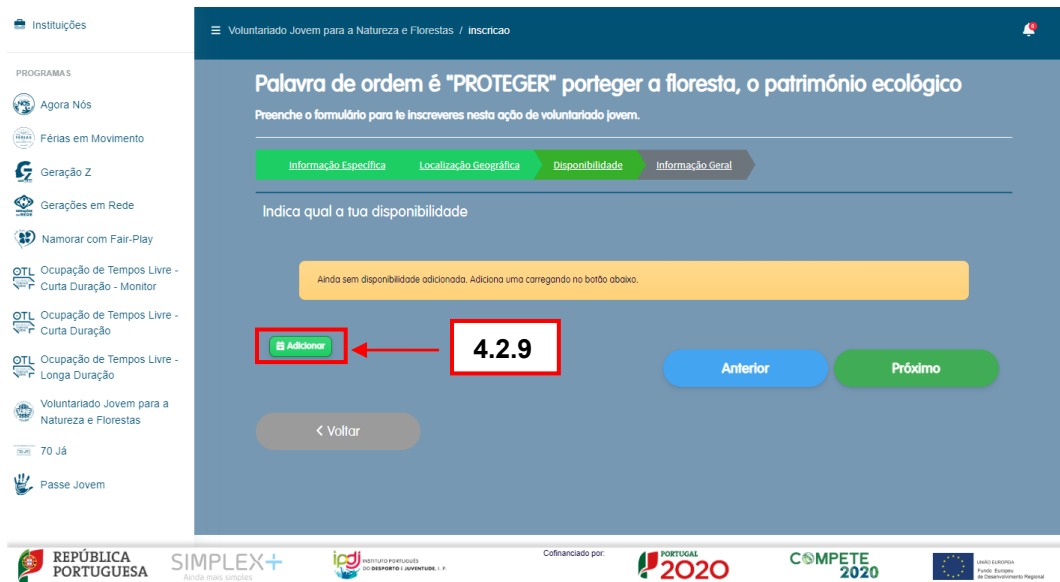 Instituições
Voluntariado Jovem para a Natureza e Florestas / inscricao
PROGRAMAS
Agora Nós
Férias em Movimento
Geração Z
Gerações em Rede
Namorar com Fair-Play
Ocupação de Tempos Livre -
Curta Duração - Monitor
Ocupação de Tempos Livre -
Curta Duração
Ocupação de Tempos Livre -
Longa Duração
Voluntariado Jovem para a
Natureza e Florestas
70 Já
Passe Jovem
Palavra de ordem é "PROTEGER" porteger a floresta, o património ecológico
Preenche o formulário para te inscreveres nesta ação de voluntariado jovem.
Informação Específica
Localização Geográfica
Disponibilidade
Informação Geral
Indica qual a tua disponibilidade
Ainda sem disponibilidade adicionada. Adiciona uma carregando no botão abaixo.
Adicionar
4.2.9
Anterior
Próximo
Voltar
REPÚBLICA
PORTUGUESA
SIMPLEX+
Ainda mais simples
ipdj
INSTITUTO PORTUGUÊS
DO DESPORTO E JUVENTUDE, I. P.
Cofinanciado por:
PORTUGAL
2020
COMPETE
2020
UNIÃO EUROPEIA
Fundo Europeu
de Desenvolvimento Regional